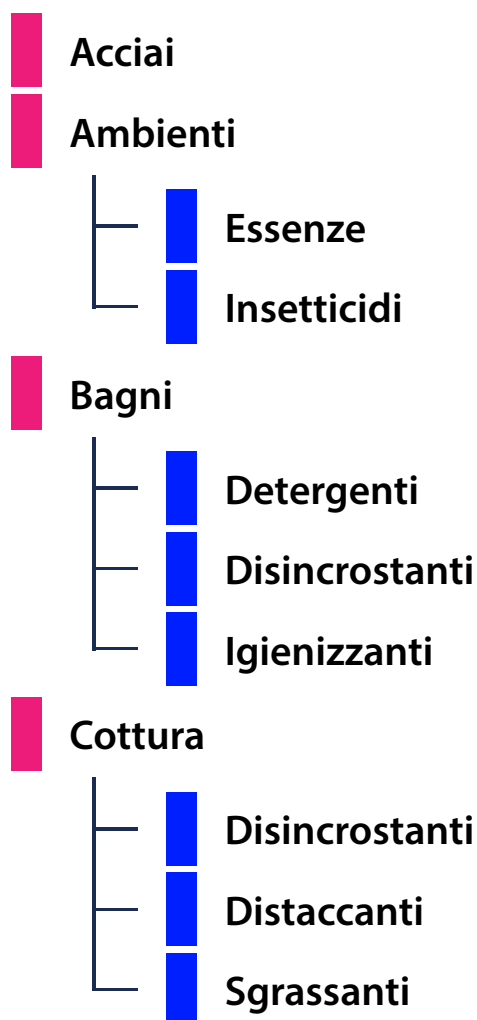 Acciai
Ambienti
Essenze
Insetticidi
Bagni
Detergenti
Disincrostanti
Igienizzanti
Cottura
Disincrostanti
Distaccanti
Sgrassanti